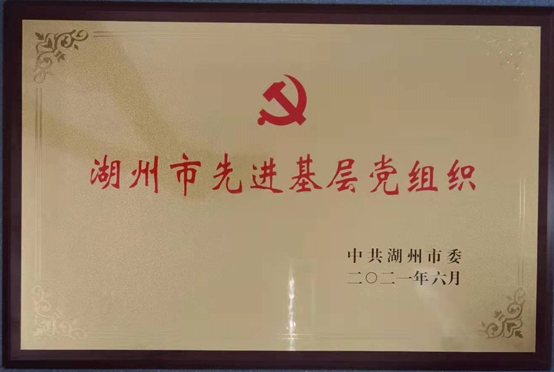 湖州市先进基层党组织
中共湖州市委
二〇二一年六月